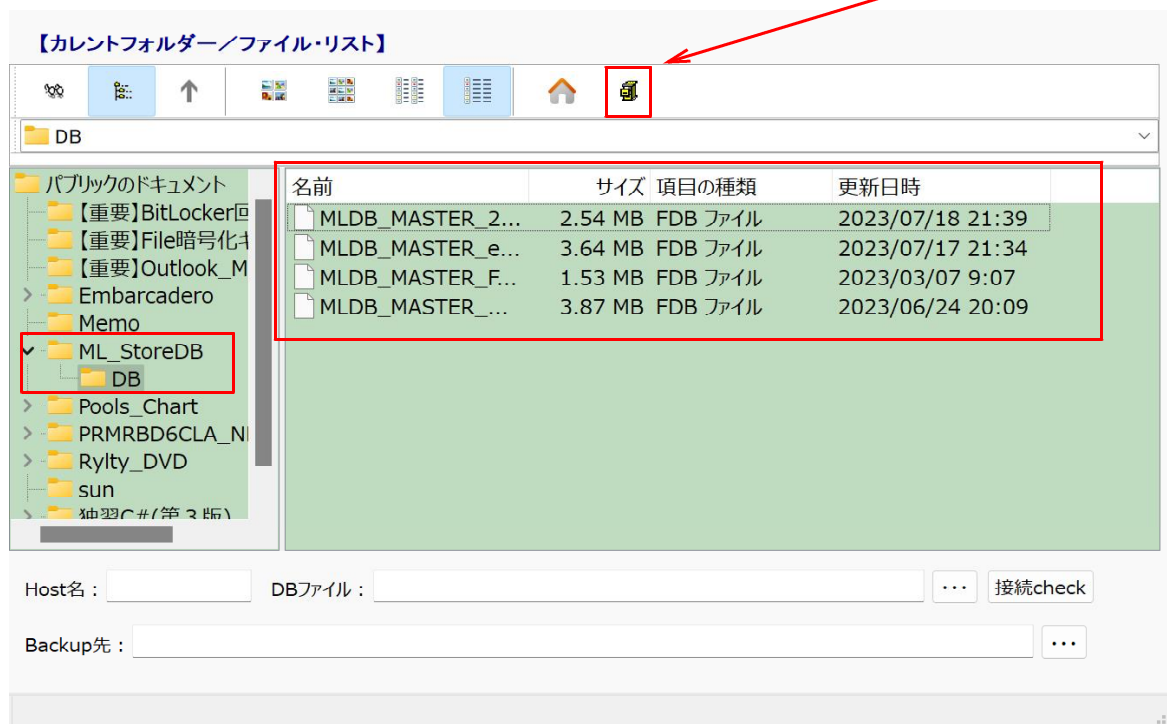 【カレントフォルダー/ファイル・リスト】
DB
パブリックのドキュメント
【重要】BitLocker回
【重要】File暗号化キ
【重要】Outlook_M
Embarcadero
Memo
ML_StoreDB
DB
Pools_Chart
PRMRBD6CLA_N
Rylty_DVD
sun
独習C#(第3版)
名前 サイズ 項目の種類 更新日時
MLDB_MASTER_2... 2.54 MB FDB ファイル 2023/07/18 21:39
MLDB_MASTER_e... 3.64 MB FDB ファイル 2023/07/17 21:34
MLDB_MASTER_F... 1.53 MB FDB ファイル 2023/03/07 9:07
MLDB_MASTER_... 3.87 MB FDB ファイル 2023/06/24 20:09
Host名: DBファイル: ... 接続check
Backup先: ...